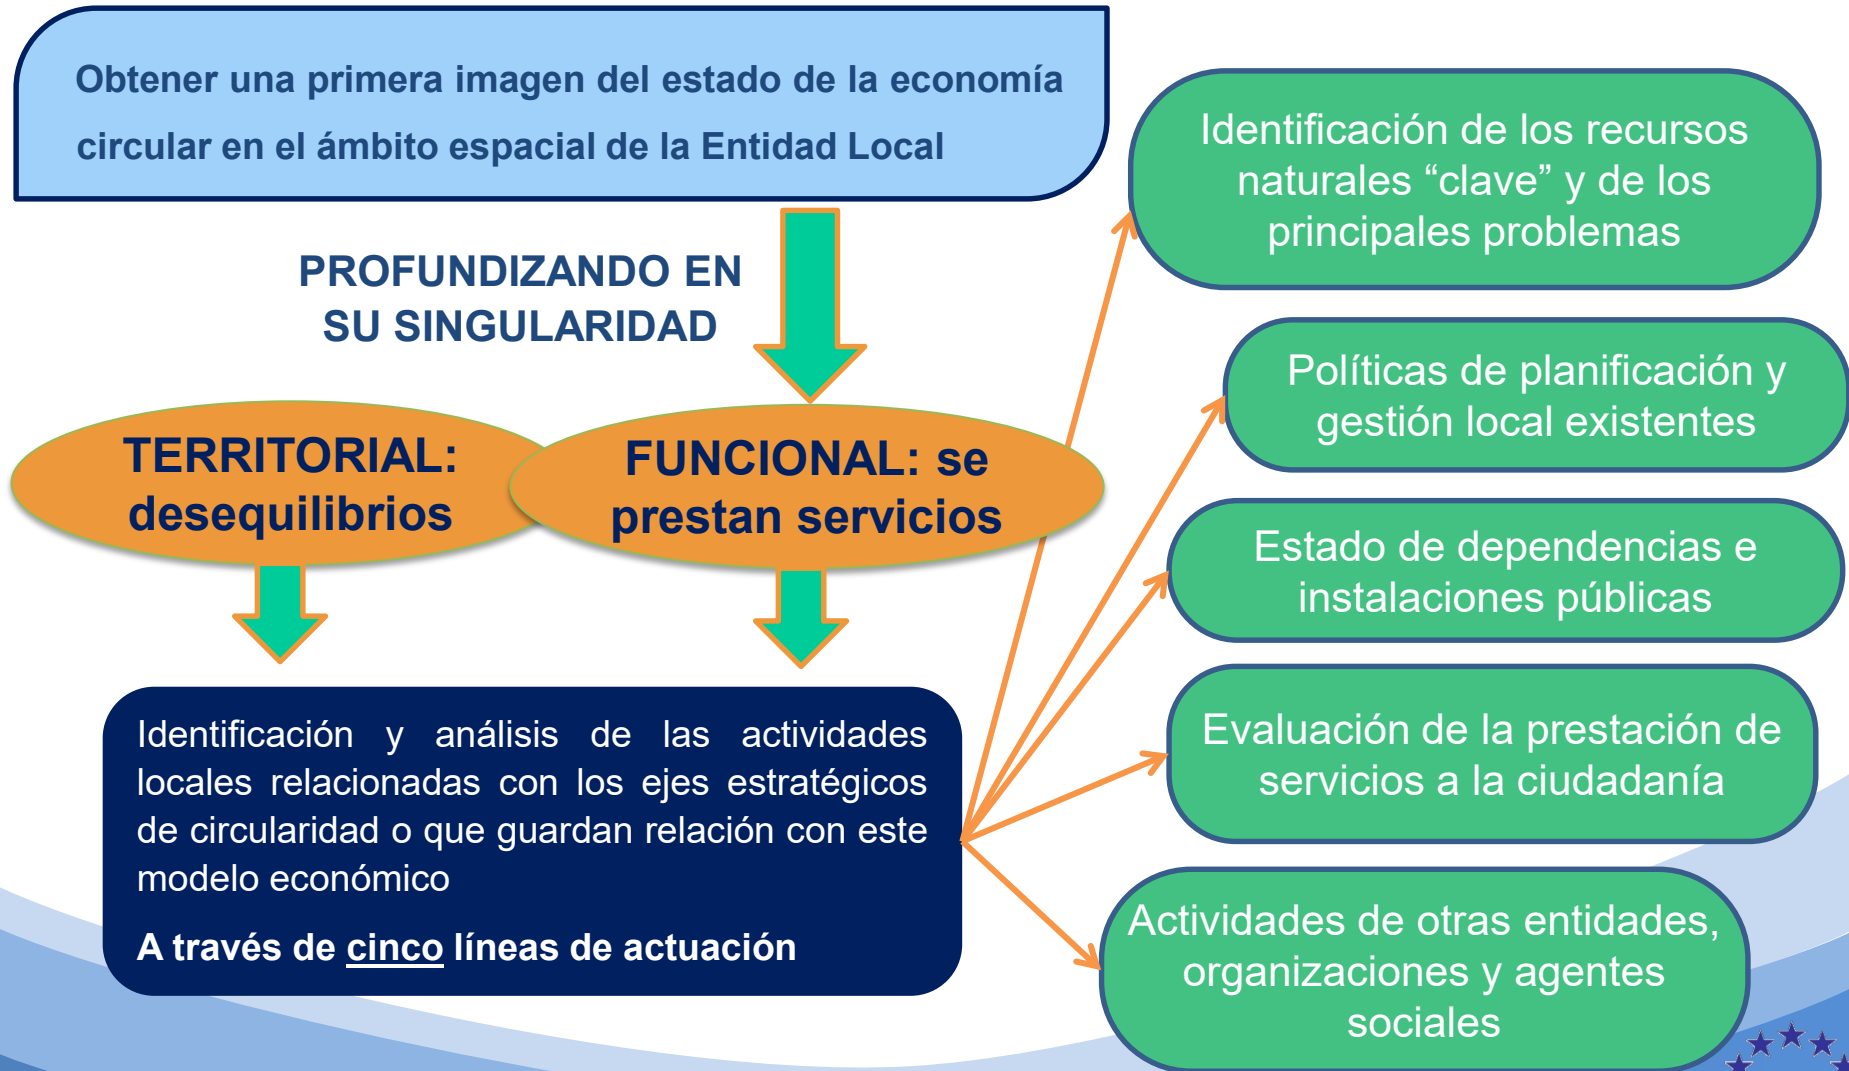 Obtener una primera imagen del estado de la economía
circular en el ámbito espacial de la Entidad Local
PROFUNDIZANDO EN
SU SINGULARIDAD
TERRITORIAL:
desequilibrios
FUNCIONAL: se
prestan servicios
Identificación y análisis de las actividades
locales relacionadas con los ejes estratégicos
de circularidad o que guardan relación con este
modelo económico
A través de cinco líneas de actuación
Identificación de los recursos
naturales “clave” y de los
principales problemas
Políticas de planificación y
gestión local existentes
Estado de dependencias e
instalaciones públicas
Evaluación de la prestación de
servicios a la ciudadanía
Actividades de otras entidades,
organizaciones y agentes
sociales